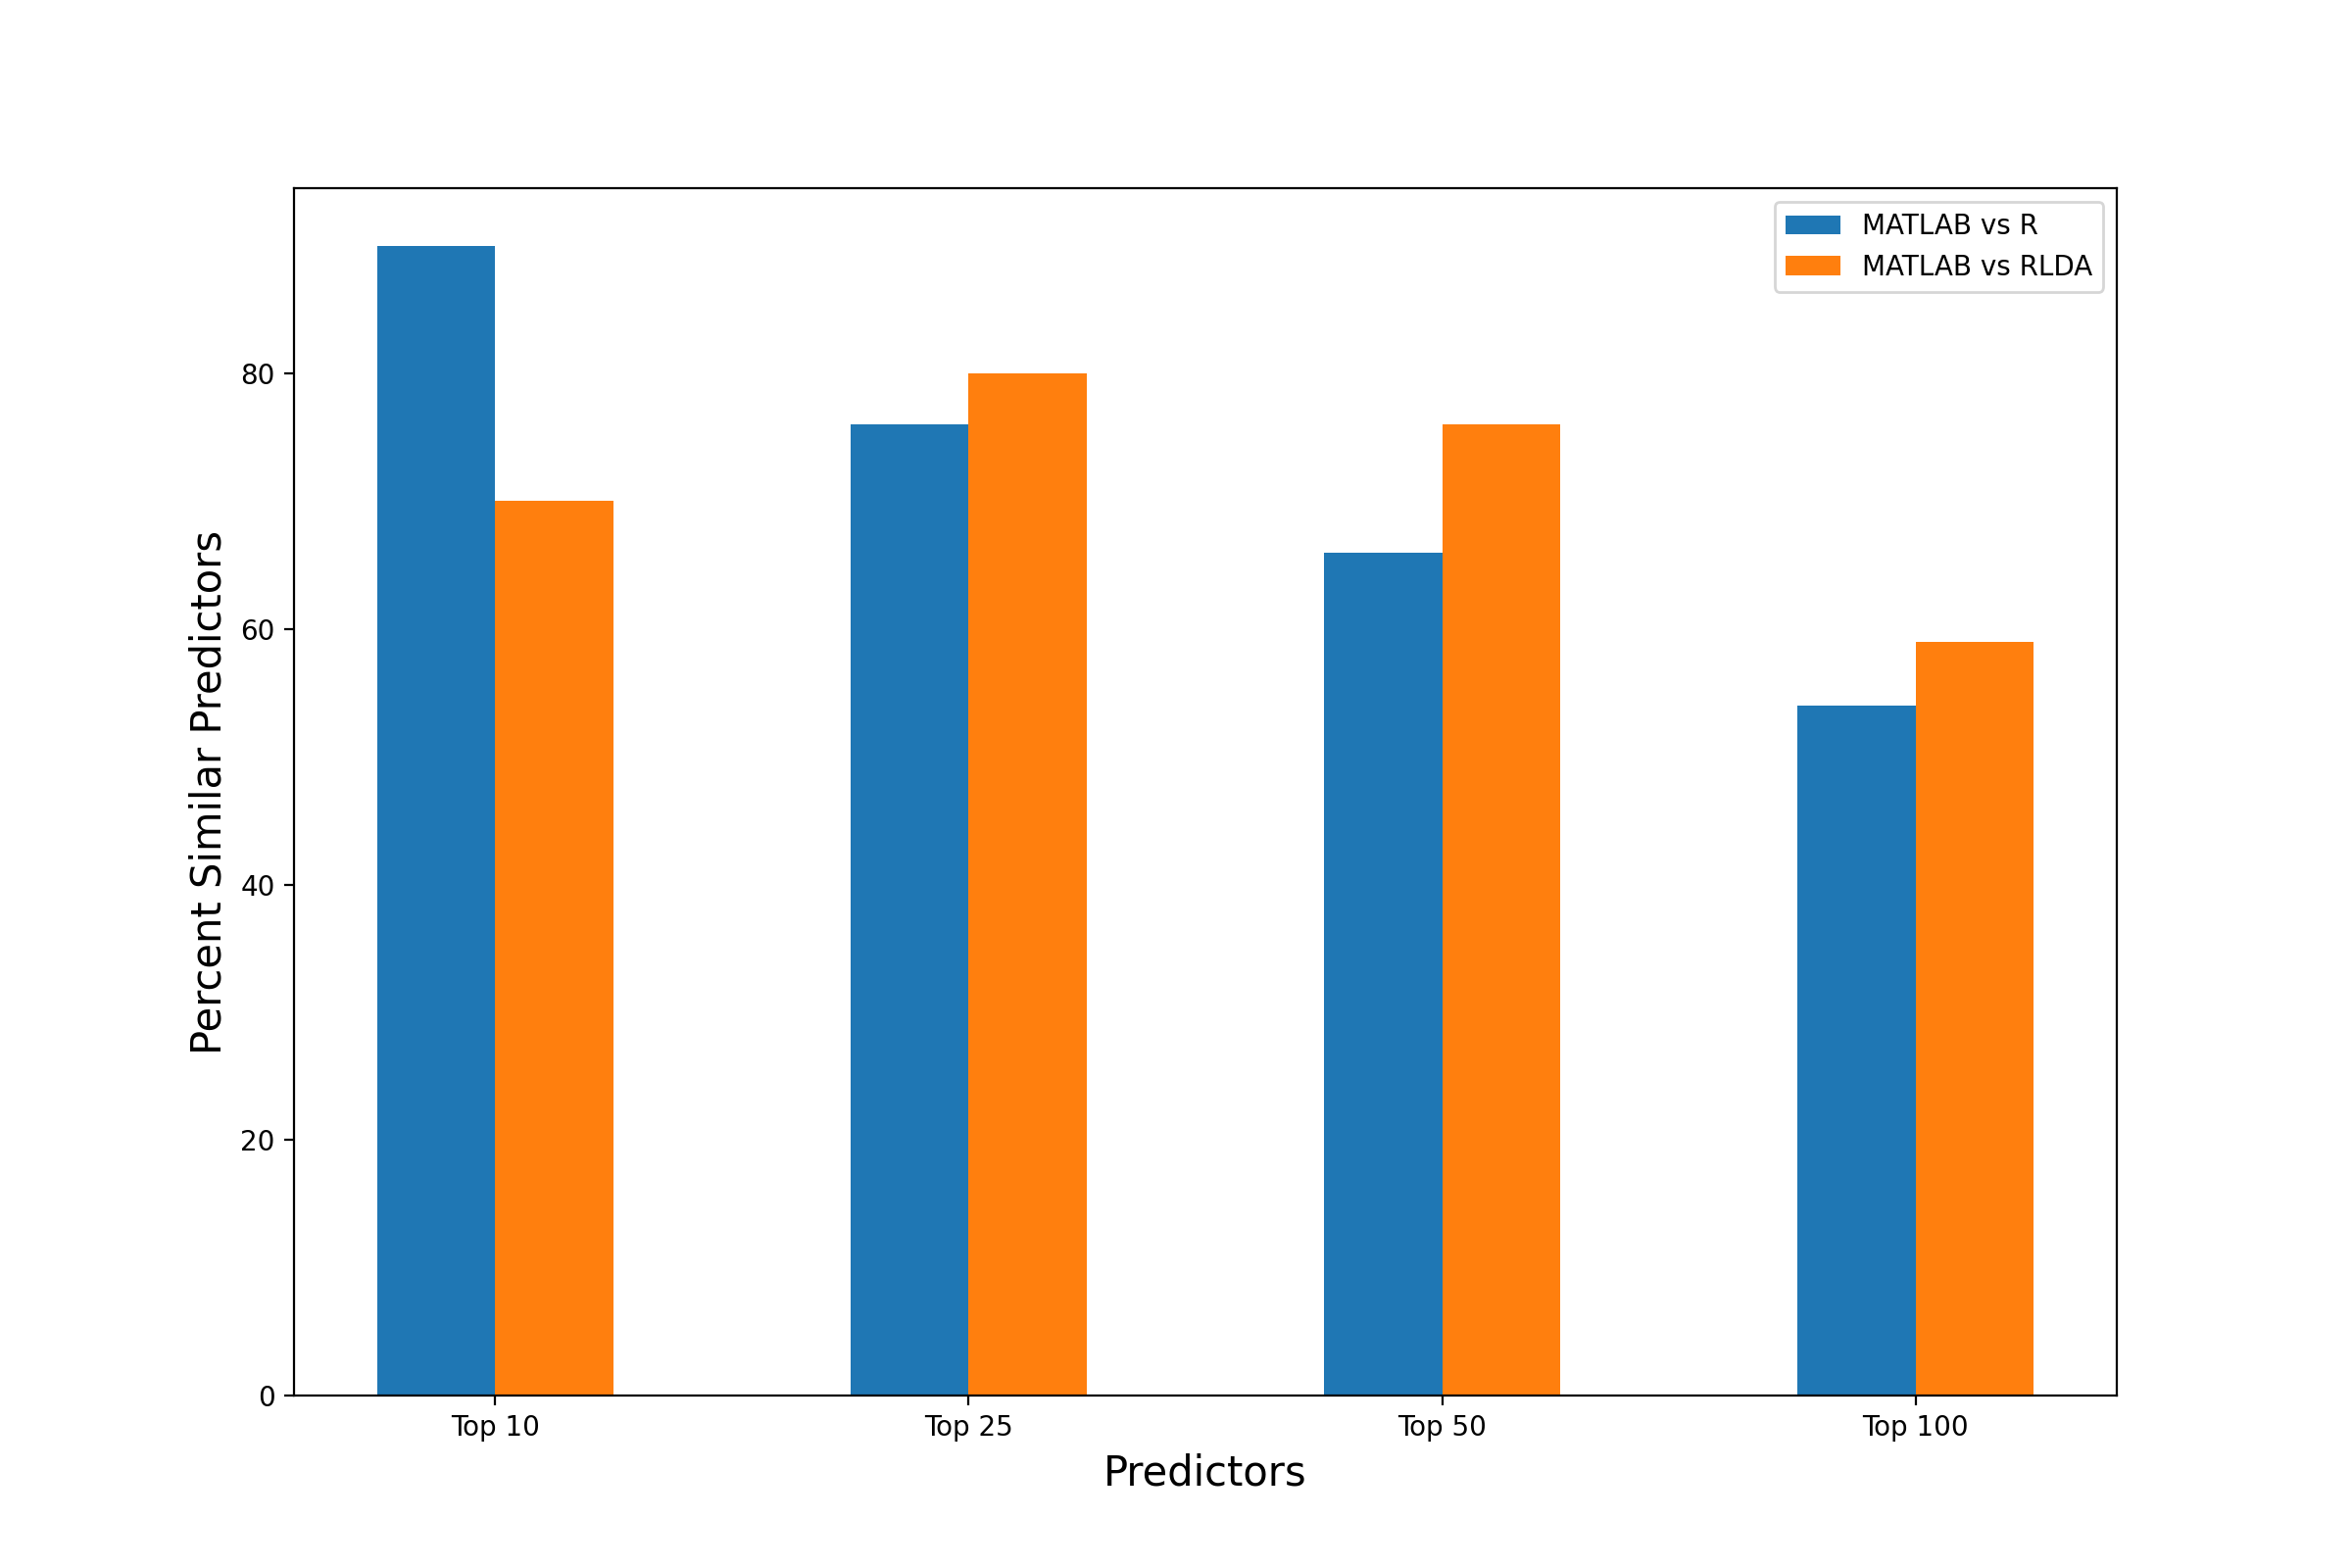 MATLAB vs R
MATLAB vs RLDA
Percent Similar Predictors
80
60
40
20
0
Top 10
Top 25
Top 50
Top 100
Predictors